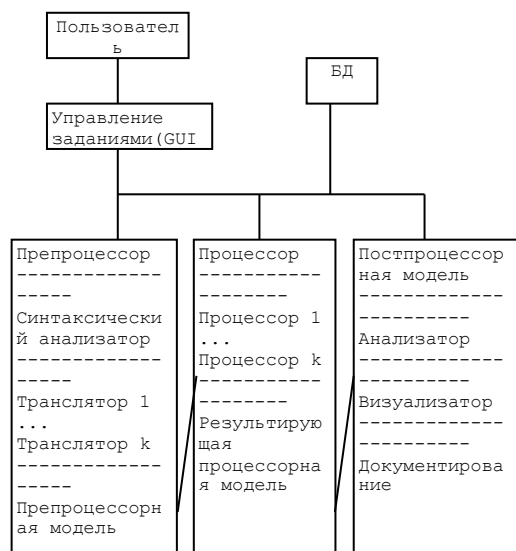 Пользовател
ь
БД
Управление
заданиями(GUI
Препроцессор
-------------
-----
Синтаксически
й анализатор
-------------
-----
Транслятор 1
...
Транслятор k
-------------
-----
Препроцессорн
ая модель
Процессор
-----------
--------
Процессор 1
...
Процессор k
-----------
--------
Результирую
щая
процессорна
я модель
Постпроцессор
ная модель
-------------
----------
Анализатор
-------------
----------
Визуализатор
-------------
----------
Документирова
ние